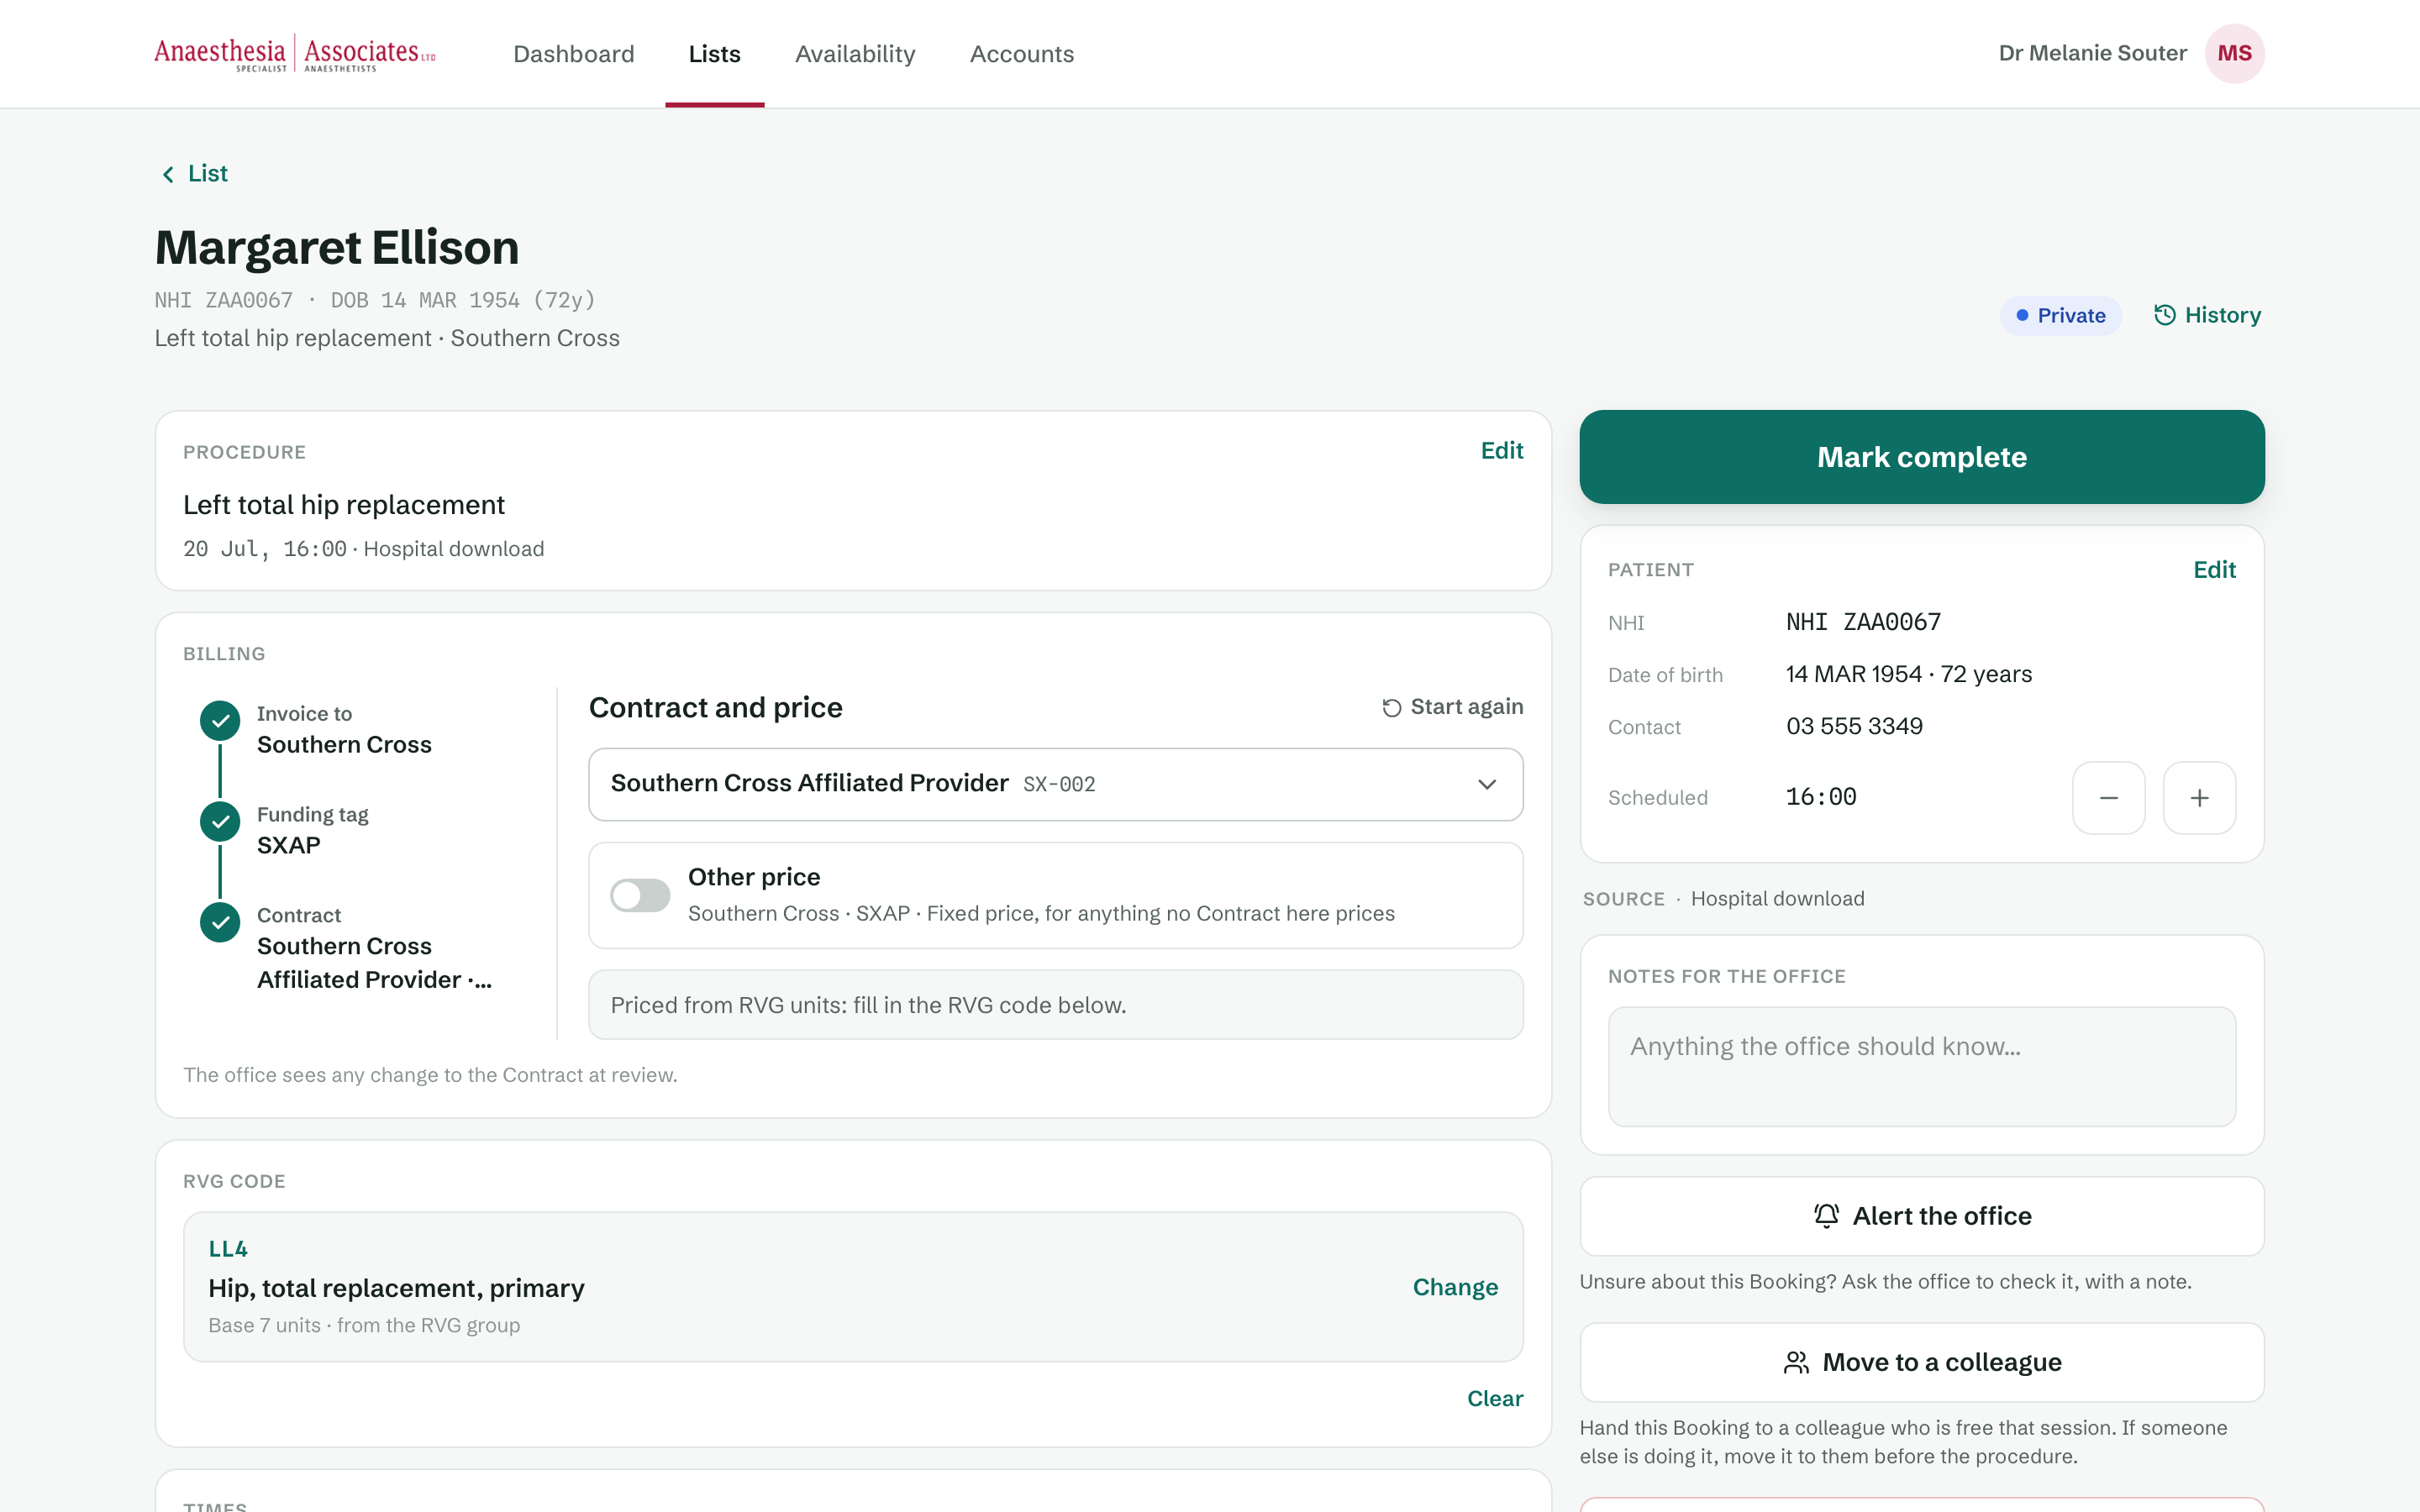 Anaesthesia Associates LTD
SPECIALIST ANAESTHETISTS
Dashboard
Lists
Availability
Accounts
Dr Melanie Souter
MS
List
Margaret Ellison
NHI ZAA0067 · DOB 14 MAR 1954 (72y)
Left total hip replacement · Southern Cross
Private
History
PROCEDURE
Edit
Left total hip replacement
20 Jul, 16:00 · Hospital download
BILLING
Invoice to
Southern Cross
Funding tag
SXAP
Contract
Southern Cross
Affiliated Provider ·...
Contract and price
Start again
Southern Cross Affiliated Provider SX-002
Other price
Southern Cross · SXAP · Fixed price, for anything no Contract here prices
Priced from RVG units: fill in the RVG code below.
The office sees any change to the Contract at review.
RVG CODE
LL4
Hip, total replacement, primary
Base 7 units · from the RVG group
Change
Clear
TIMES
Mark complete
PATIENT
Edit
NHI
NHI ZAA0067
Date of birth
14 MAR 1954 · 72 years
Contact
03 555 3349
Scheduled
16:00
SOURCE · Hospital download
NOTES FOR THE OFFICE
Anything the office should know...
Alert the office
Unsure about this Booking? Ask the office to check it, with a note.
Move to a colleague
Hand this Booking to a colleague who is free that session. If someone
else is doing it, move it to them before the procedure.